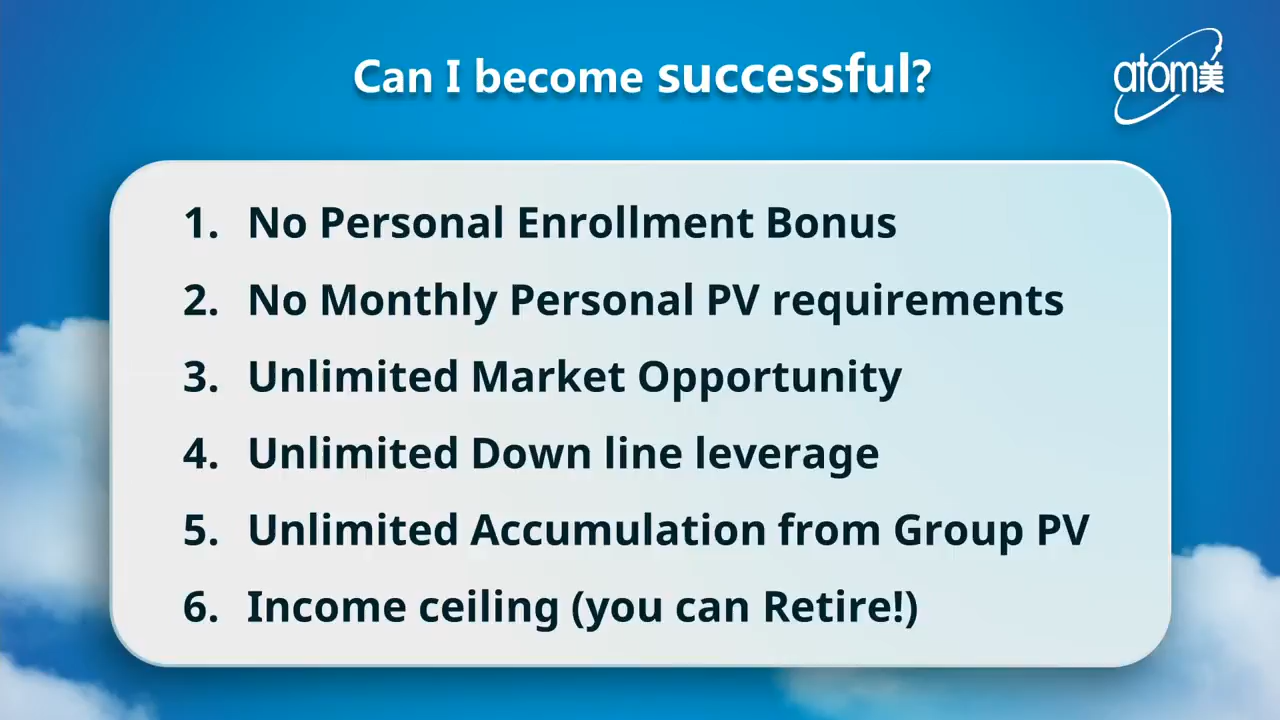 Can I become successful?
atom美
1. No Personal Enrollment Bonus
2. No Monthly Personal PV requirements
3. Unlimited Market Opportunity
4. Unlimited Down line leverage
5. Unlimited Accumulation from Group PV
6. Income ceiling (you can Retire!)